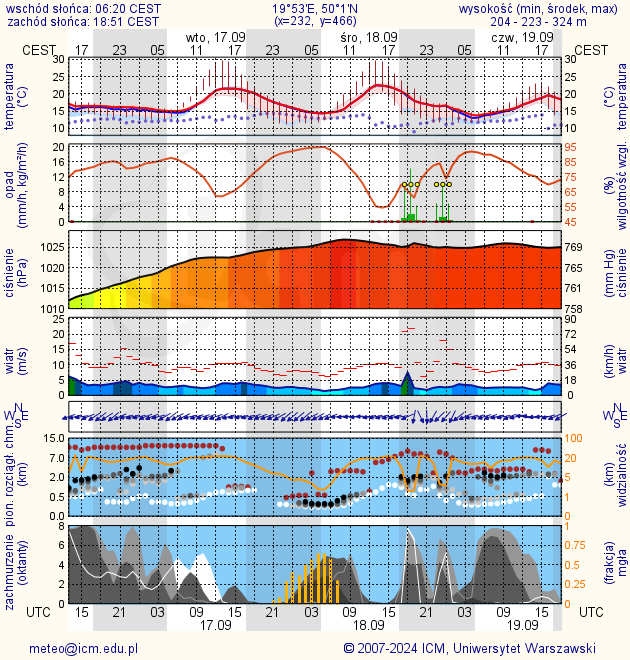 wschód słońca: 06:20 CEST 19°53'E, 50°1'N wysokość (min, środek, max)
zachód słońca: 18:51 CEST (x=232, y=466) 204 - 223 - 324 m
wto, 17.09 śro, 18.09 czw, 19.09
CEST 17 23 05 11 17 23 05 11 17 23 05 11 17 CEST
temperatura (°C)
30 25 20 15 10
30 25 20 15 10
temperatura (°C)
opad (mm/h, kg/m²/h)
20 16 12 8 4 0
95 85 75 65 55 45
(%) wilgotność wzgl.
ciśnienie (hPa)
1025 1020 1015 1010
769 765 761 758
(mm Hg) ciśnienie
wiatr (m/s)
25 18 15 11 8 5 0
90 72 54 36 18 0
(km/h) wiatr
N W E S
N W E S
pion. rozciągł. chm. (km)
15.0 7.0 2.0 0.5 0.0
100 20 5 1 0
(km) widzialność
zachmurzenie (oktanty)
8 6 4 2 0
1 0.75 0.5 0.25 0
(frakcja) mgła
UTC 15 21 03 09 15 21 03 09 15 21 03 09 15 UTC
17.09 18.09 19.09
meteo@icm.edu.pl © 2007-2024 ICM, Uniwersytet Warszawski